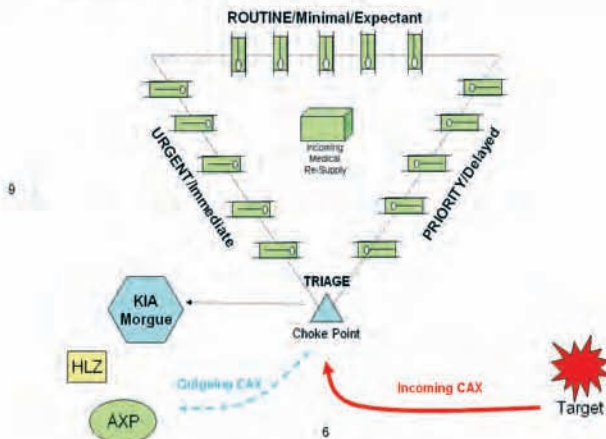 ROUTINE/Minimal/Expectant
Incoming
Medical
Re-Supply
URGENT/Immediate
PRIORITY/Delayed
9
TRIAGE
KIA
Morgue
Choke Point
HLZ
Outgoing CAX
Incoming CAX
Target
AXP
6